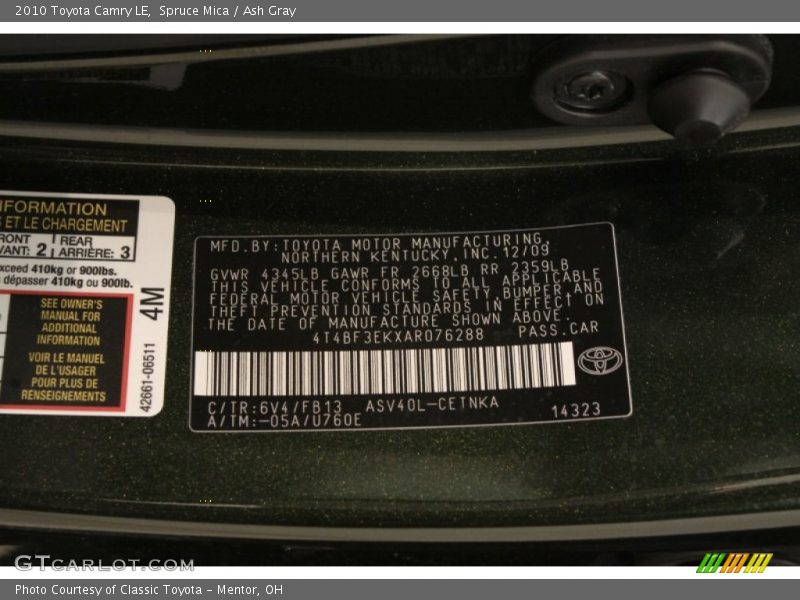 2010 Toyota Camry LE, Spruce Mica / Ash Gray
NFORMATION
S ET LE CHARGEMENT
RONT
VANT: 2
REAR
ARRIÈRE: 3
exceed 410kg or 900lbs.
dépasser 410kg ou 900lb.
SEE OWNER'S
MANUAL FOR
ADDITIONAL
INFORMATION
VOIR LE MANUEL
DE L'USAGER
POUR PLUS DE
RENSEIGNEMENTS
4M
42661-06511
MFD.BY:TOYOTA MOTOR MANUFACTURING,
NORTHERN KENTUCKY,INC.12/09
GVWR 4345LB GAWR FR 2668LB RR 2359LB
THIS VEHICLE CONFORMS TO ALL APPLICABLE
FEDERAL MOTOR VEHICLE SAFETY,BUMPER AND
THEFT PREVENTION STANDARDS IN EFFECT ON
THE DATE OF MANUFACTURE SHOWN ABOVE.
4T4BF3EKXAR076288 PASS.CAR
C/TR:6V4/FB13 ASV40L-CETNKA
A/TM:-05A/U760E 14323
GTCARLOT.COM
Photo Courtesy of Classic Toyota - Mentor, OH